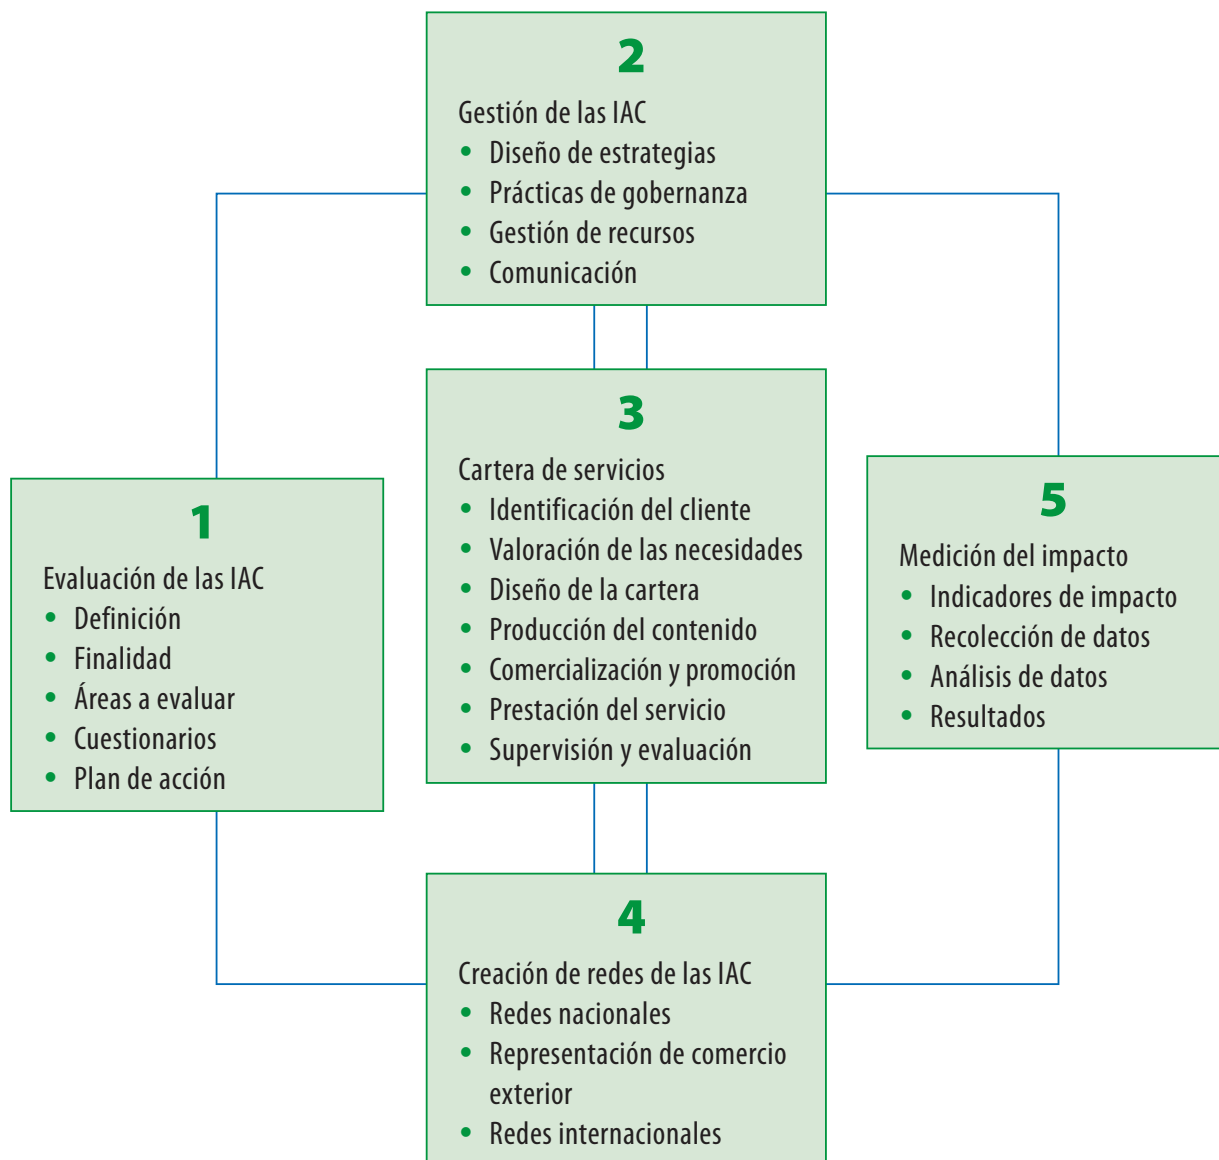 2
Gestión de las IAC
• Diseño de estrategias
• Prácticas de gobernanza
• Gestión de recursos
• Comunicación
3
Cartera de servicios
• Identificación del cliente
• Valoración de las necesidades
• Diseño de la cartera
• Producción del contenido
• Comercialización y promoción
• Prestación del servicio
• Supervisión y evaluación
1
Evaluación de las IAC
• Definición
• Finalidad
• Áreas a evaluar
• Cuestionarios
• Plan de acción
5
Medición del impacto
• Indicadores de impacto
• Recolección de datos
• Análisis de datos
• Resultados
4
Creación de redes de las IAC
• Redes nacionales
• Representación de comercio
exterior
• Redes internacionales